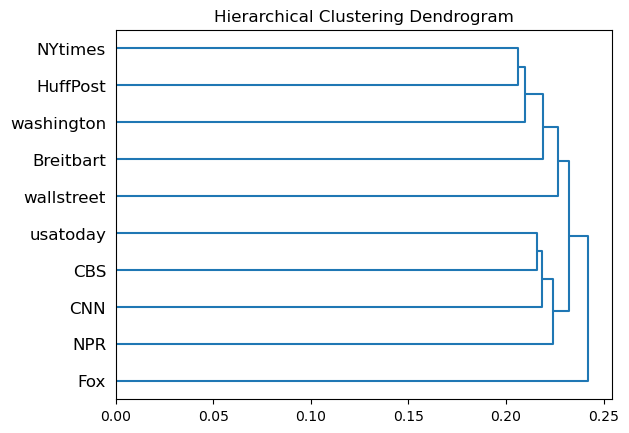 Hierarchical Clustering Dendrogram
NYtimes
HuffPost
washington
Breitbart
wallstreet
usatoday
CBS
CNN
NPR
Fox
0.00 0.05 0.10 0.15 0.20 0.25